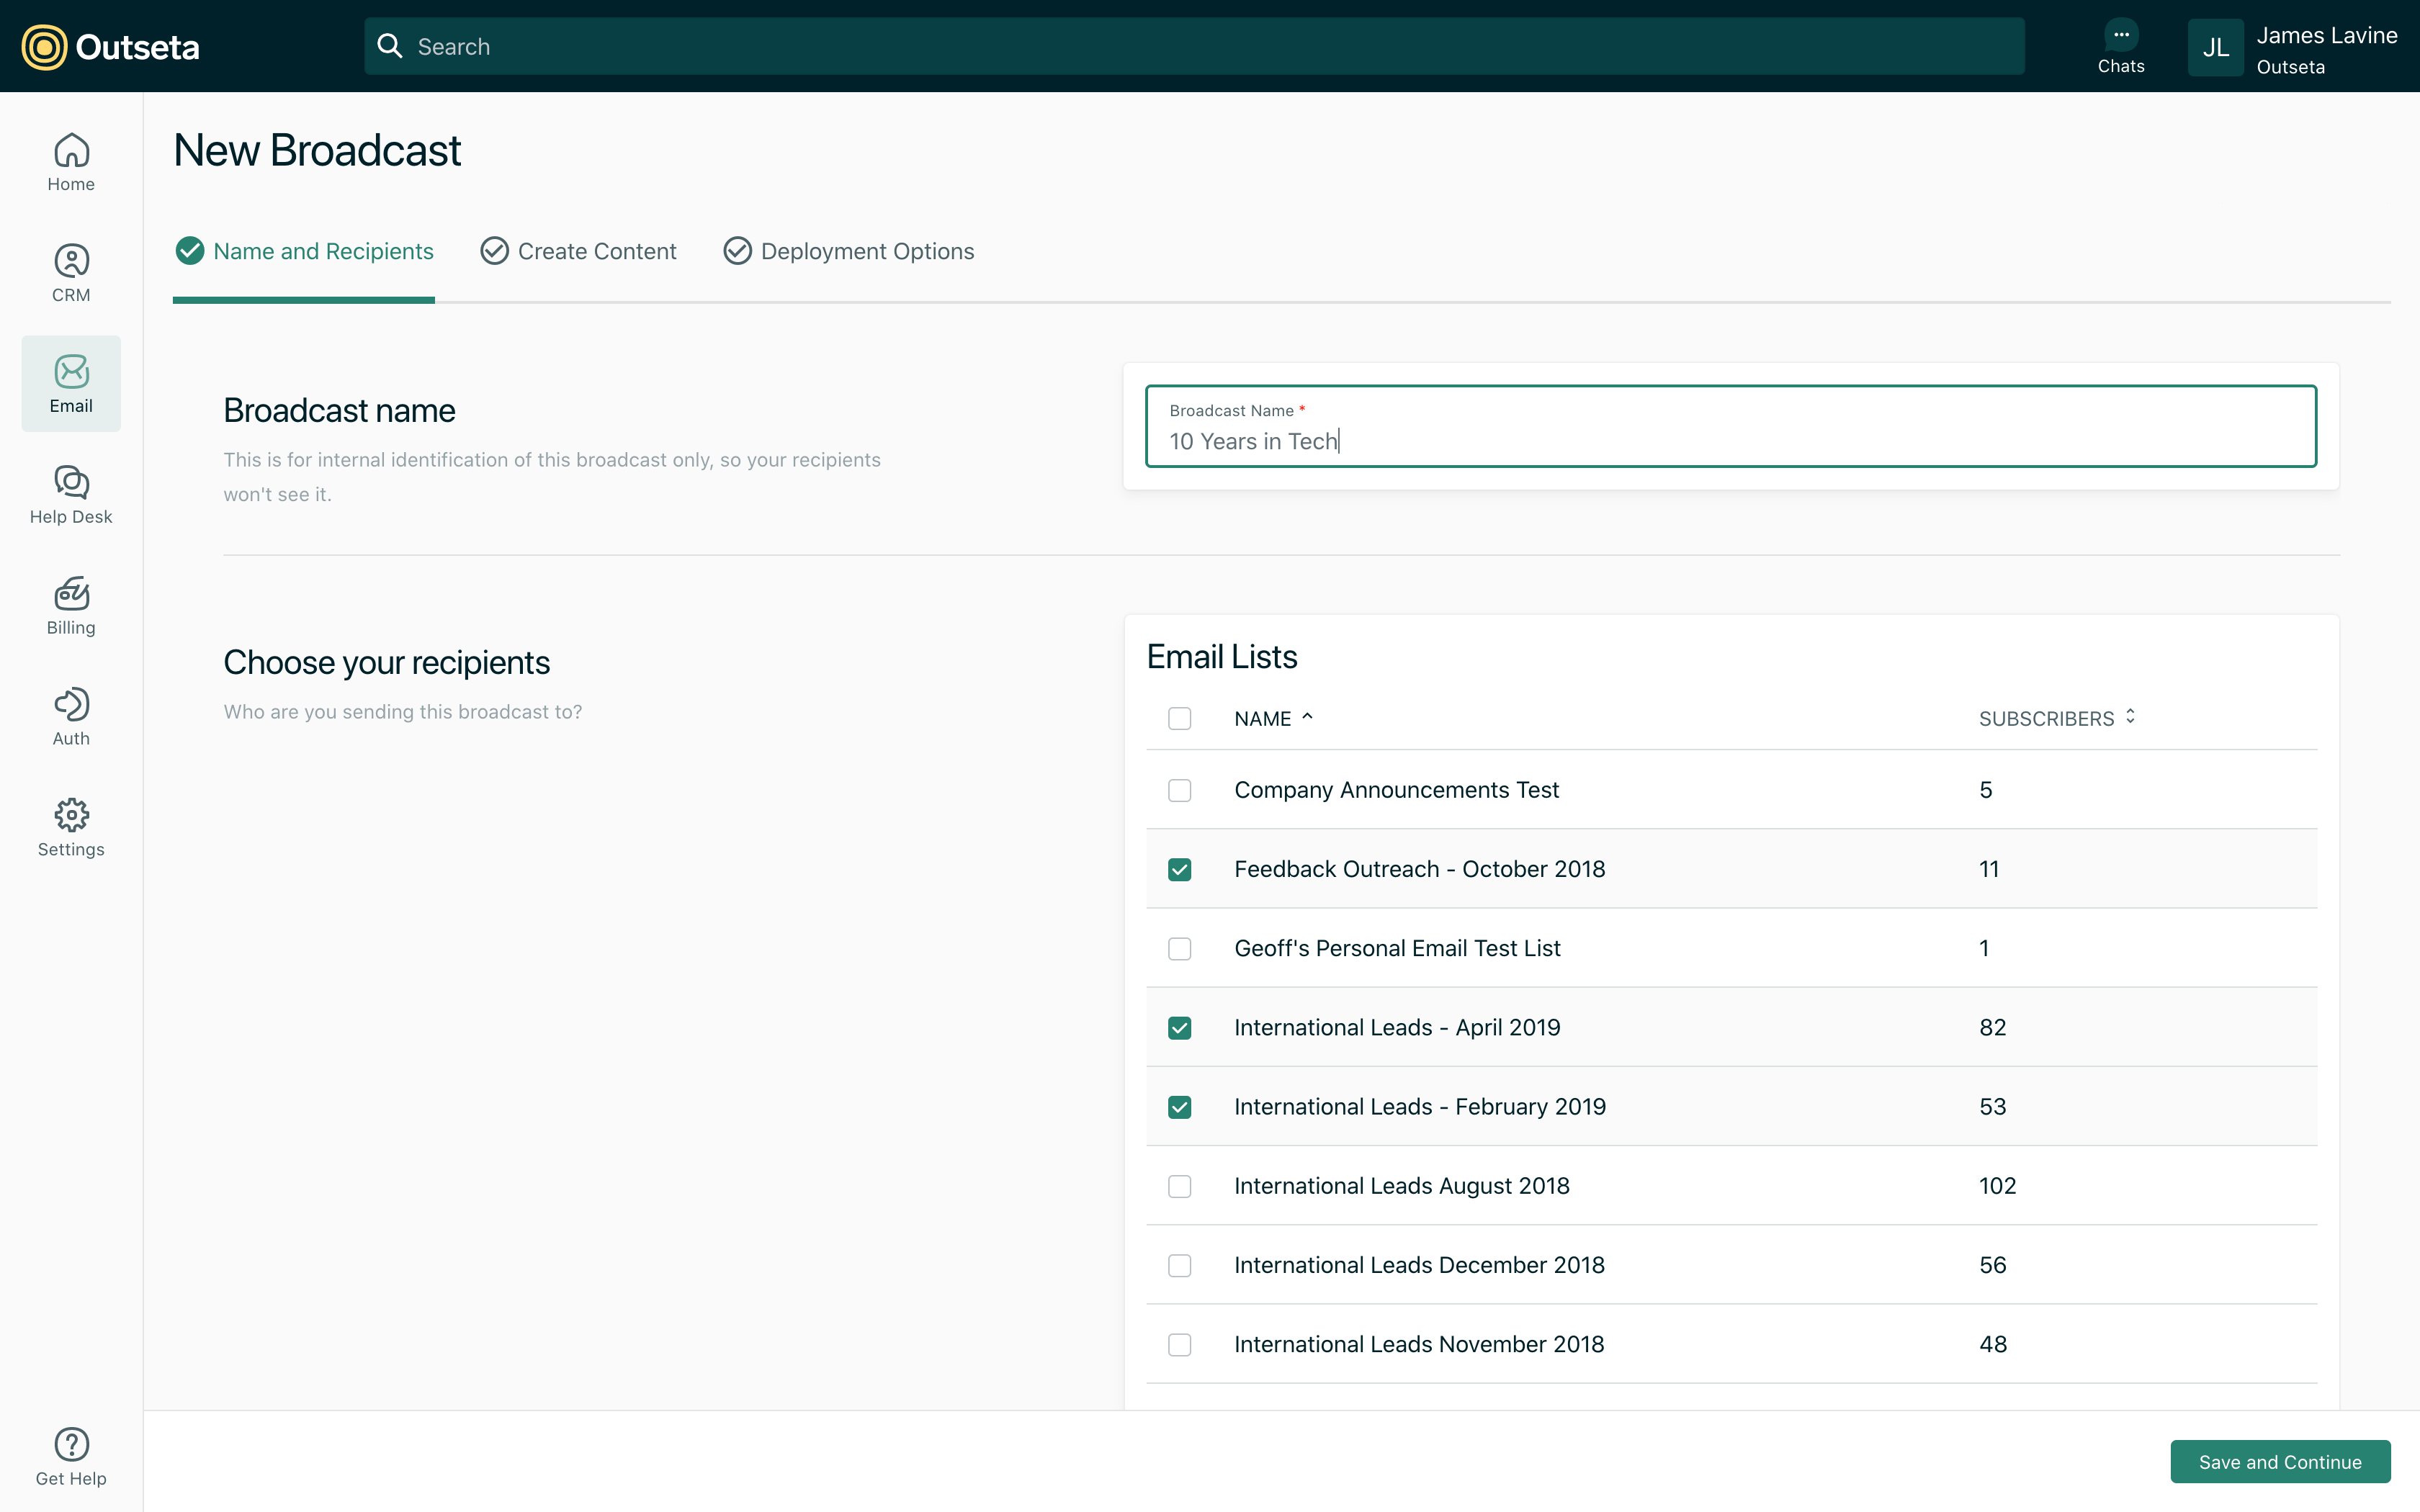 Outseta
Search
Chats
JL
James Lavine
Outseta
Home
CRM
Email
Help Desk
Billing
Auth
Settings
Get Help
New Broadcast
Name and Recipients
Create Content
Deployment Options
Broadcast name
This is for internal identification of this broadcast only, so your recipients
won't see it.
Broadcast Name *
10 Years in Tech
Choose your recipients
Who are you sending this broadcast to?
Email Lists
NAME SUBSCRIBERS
Company Announcements Test 5
Feedback Outreach - October 2018 11
Geoff's Personal Email Test List 1
International Leads - April 2019 82
International Leads - February 2019 53
International Leads August 2018 102
International Leads December 2018 56
International Leads November 2018 48
Save and Continue